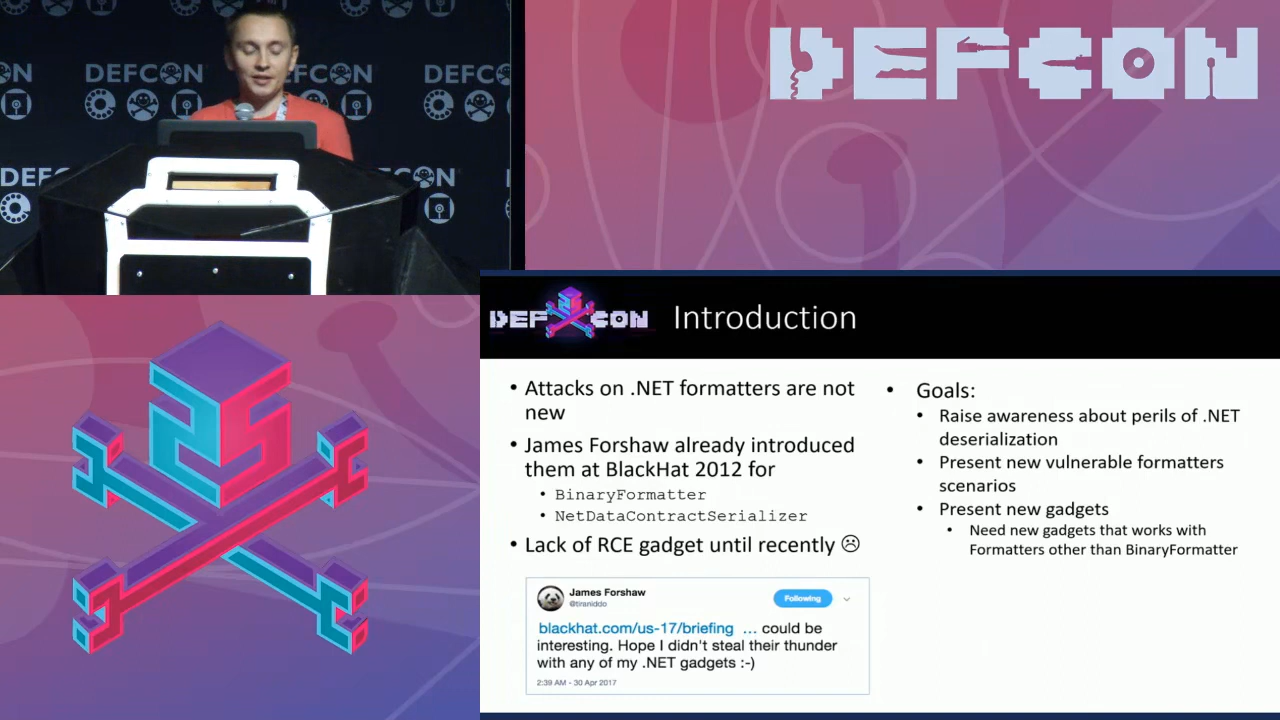 DEFCON
DEFCON
DEFCON
DEFCON
DEFCON
Introduction
• Attacks on .NET formatters are not
new
• James Forshaw already introduced
them at BlackHat 2012 for
• BinaryFormatter
• NetDataContractSerializer
• Lack of RCE gadget until recently ☹
James Forshaw
@tiraniddo
Following
blackhat.com/us-17/briefing ... could be
interesting. Hope I didn't steal their thunder
with any of my .NET gadgets :-)
2:39 AM - 30 Apr 2017
• Goals:
• Raise awareness about perils of .NET
deserialization
• Present new vulnerable formatters
scenarios
• Present new gadgets
• Need new gadgets that works with
Formatters other than BinaryFormatter